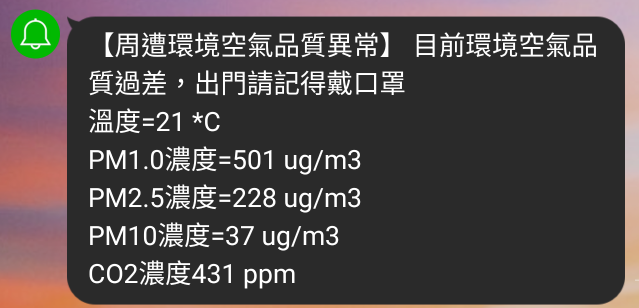 【周遭環境空氣品質異常】 目前環境空氣品
質過差，出門請記得戴口罩
溫度=21 *C
PM1.0濃度=501 ug/m3
PM2.5濃度=228 ug/m3
PM10濃度=37 ug/m3
CO2濃度431 ppm